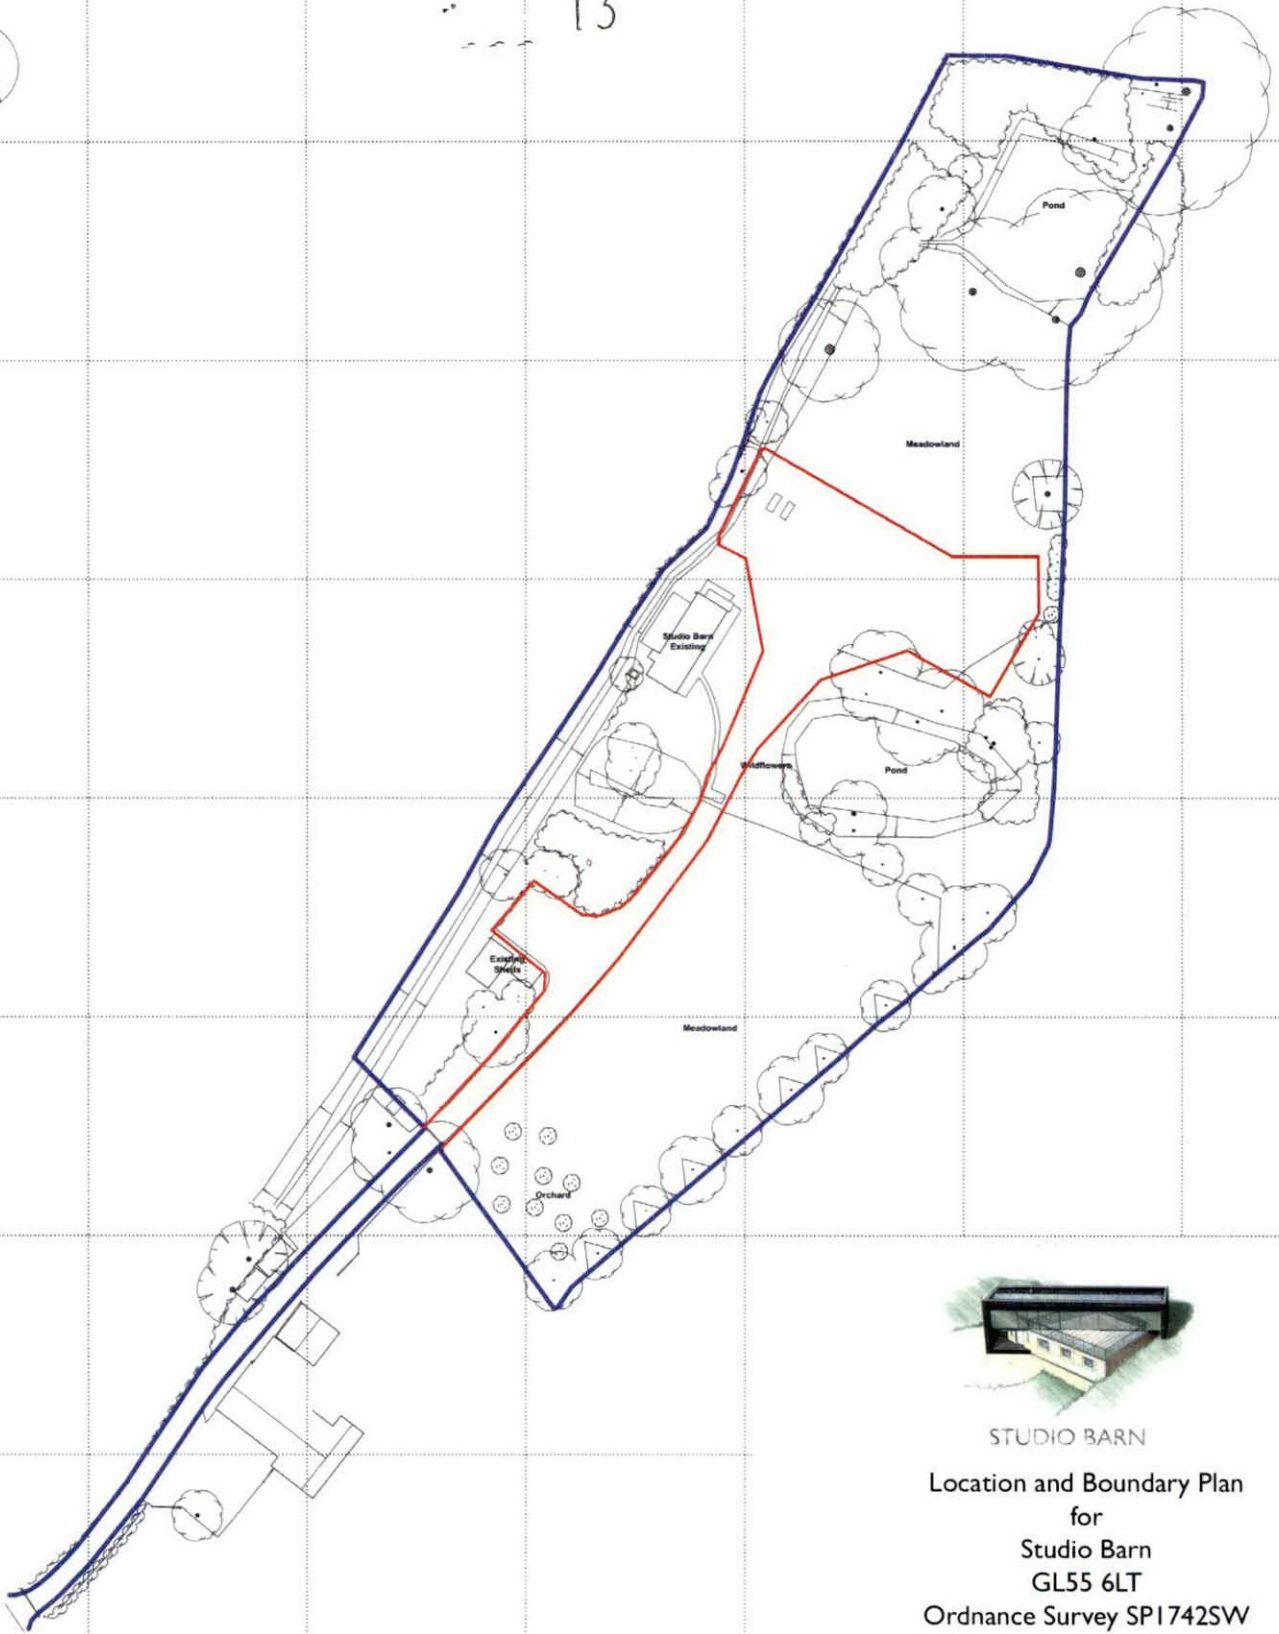 13
Pond
Meadowland
Studio Barn
Existing
Wildflowers
Pond
Existing
Sheds
Meadowland
Orchard
STUDIO BARN
Location and Boundary Plan
for
Studio Barn
GL55 6LT
Ordnance Survey SP1742SW